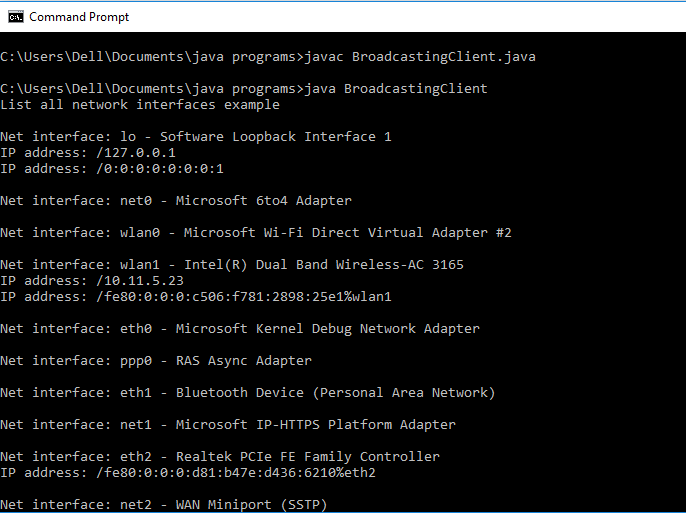 Command Prompt
C:\Users\Dell\Documents\java programs>javac BroadcastingClient.java
C:\Users\Dell\Documents\java programs>java BroadcastingClient
List all network interfaces example
Net interface: lo - Software Loopback Interface 1
IP address: /127.0.0.1
IP address: /0:0:0:0:0:0:0:1
Net interface: net0 - Microsoft 6to4 Adapter
Net interface: wlan0 - Microsoft Wi-Fi Direct Virtual Adapter #2
Net interface: wlan1 - Intel(R) Dual Band Wireless-AC 3165
IP address: /10.11.5.23
IP address: /fe80:0:0:0:c506:f781:2898:25e1%wlan1
Net interface: eth0 - Microsoft Kernel Debug Network Adapter
Net interface: ppp0 - RAS Async Adapter
Net interface: eth1 - Bluetooth Device (Personal Area Network)
Net interface: net1 - Microsoft IP-HTTPS Platform Adapter
Net interface: eth2 - Realtek PCIe FE Family Controller
IP address: /fe80:0:0:0:d81:b47e:d436:6210%eth2
Net interface: net2 - WAN Miniport (SSTP)